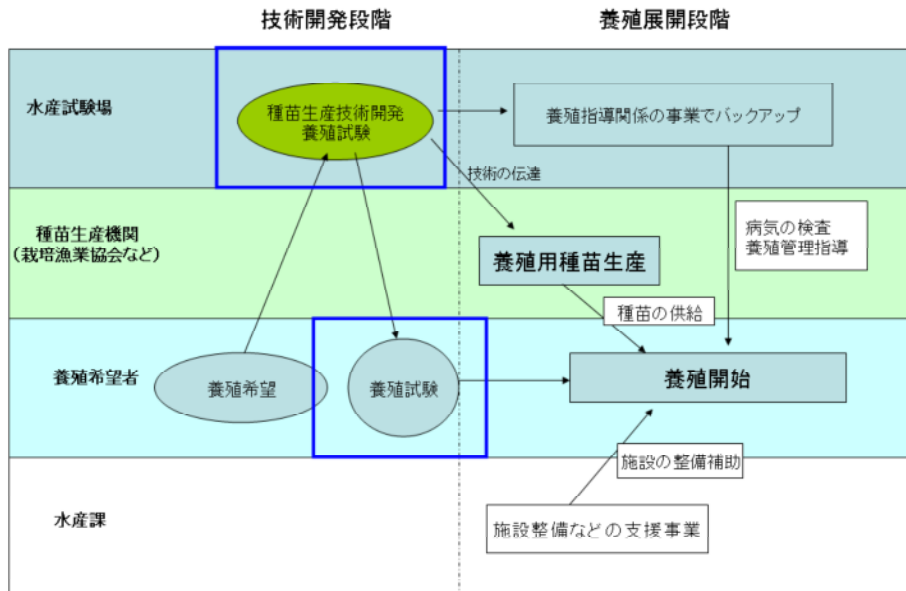 技術開発段階
養殖展開段階
水産試験場
種苗生産技術開発
養殖試験
養殖指導関係の事業でバックアップ
技術の伝達
種苗生産機関
（栽培漁業協会など）
病気の検査
養殖管理指導
養殖用種苗生産
種苗の供給
養殖希望者
養殖希望
養殖試験
養殖開始
施設の整備補助
水産課
施設整備などの支援事業